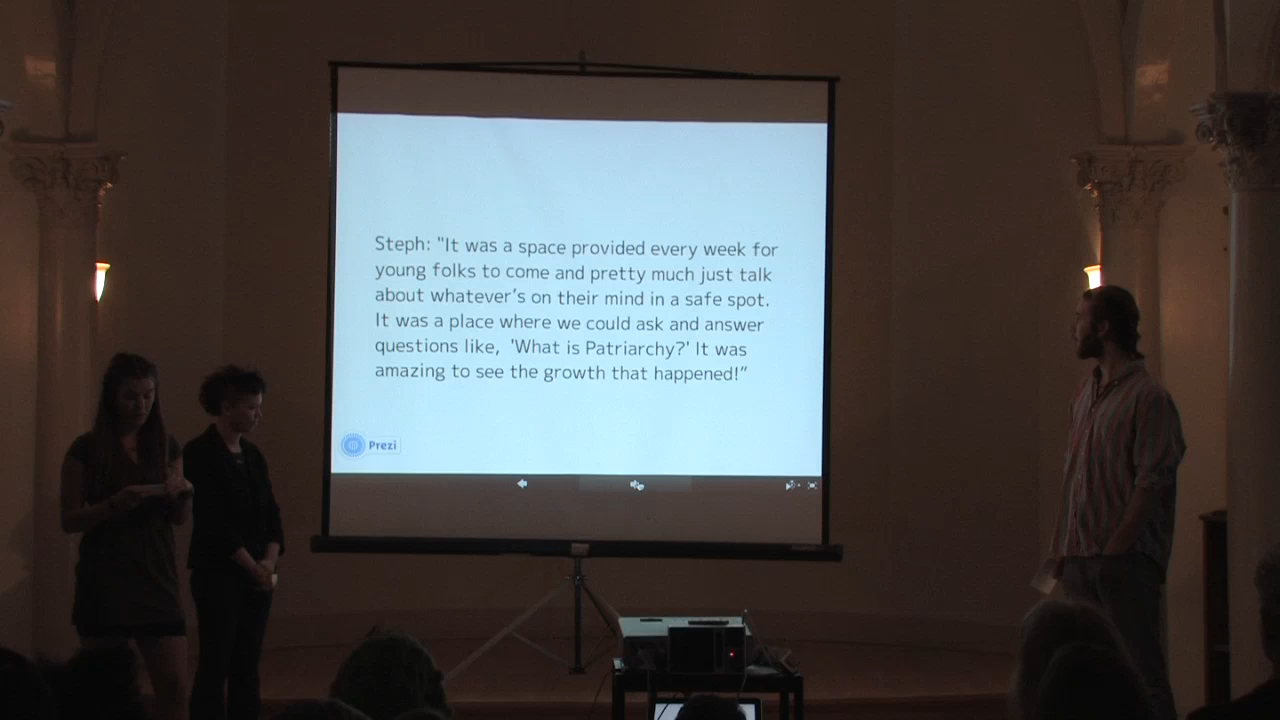 Steph: "It was a space provided every week for
young folks to come and pretty much just talk
about whatever's on their mind in a safe spot.
It was a place where we could ask and answer
questions like, 'What is Patriarchy?' It was
amazing to see the growth that happened!"
Prezi